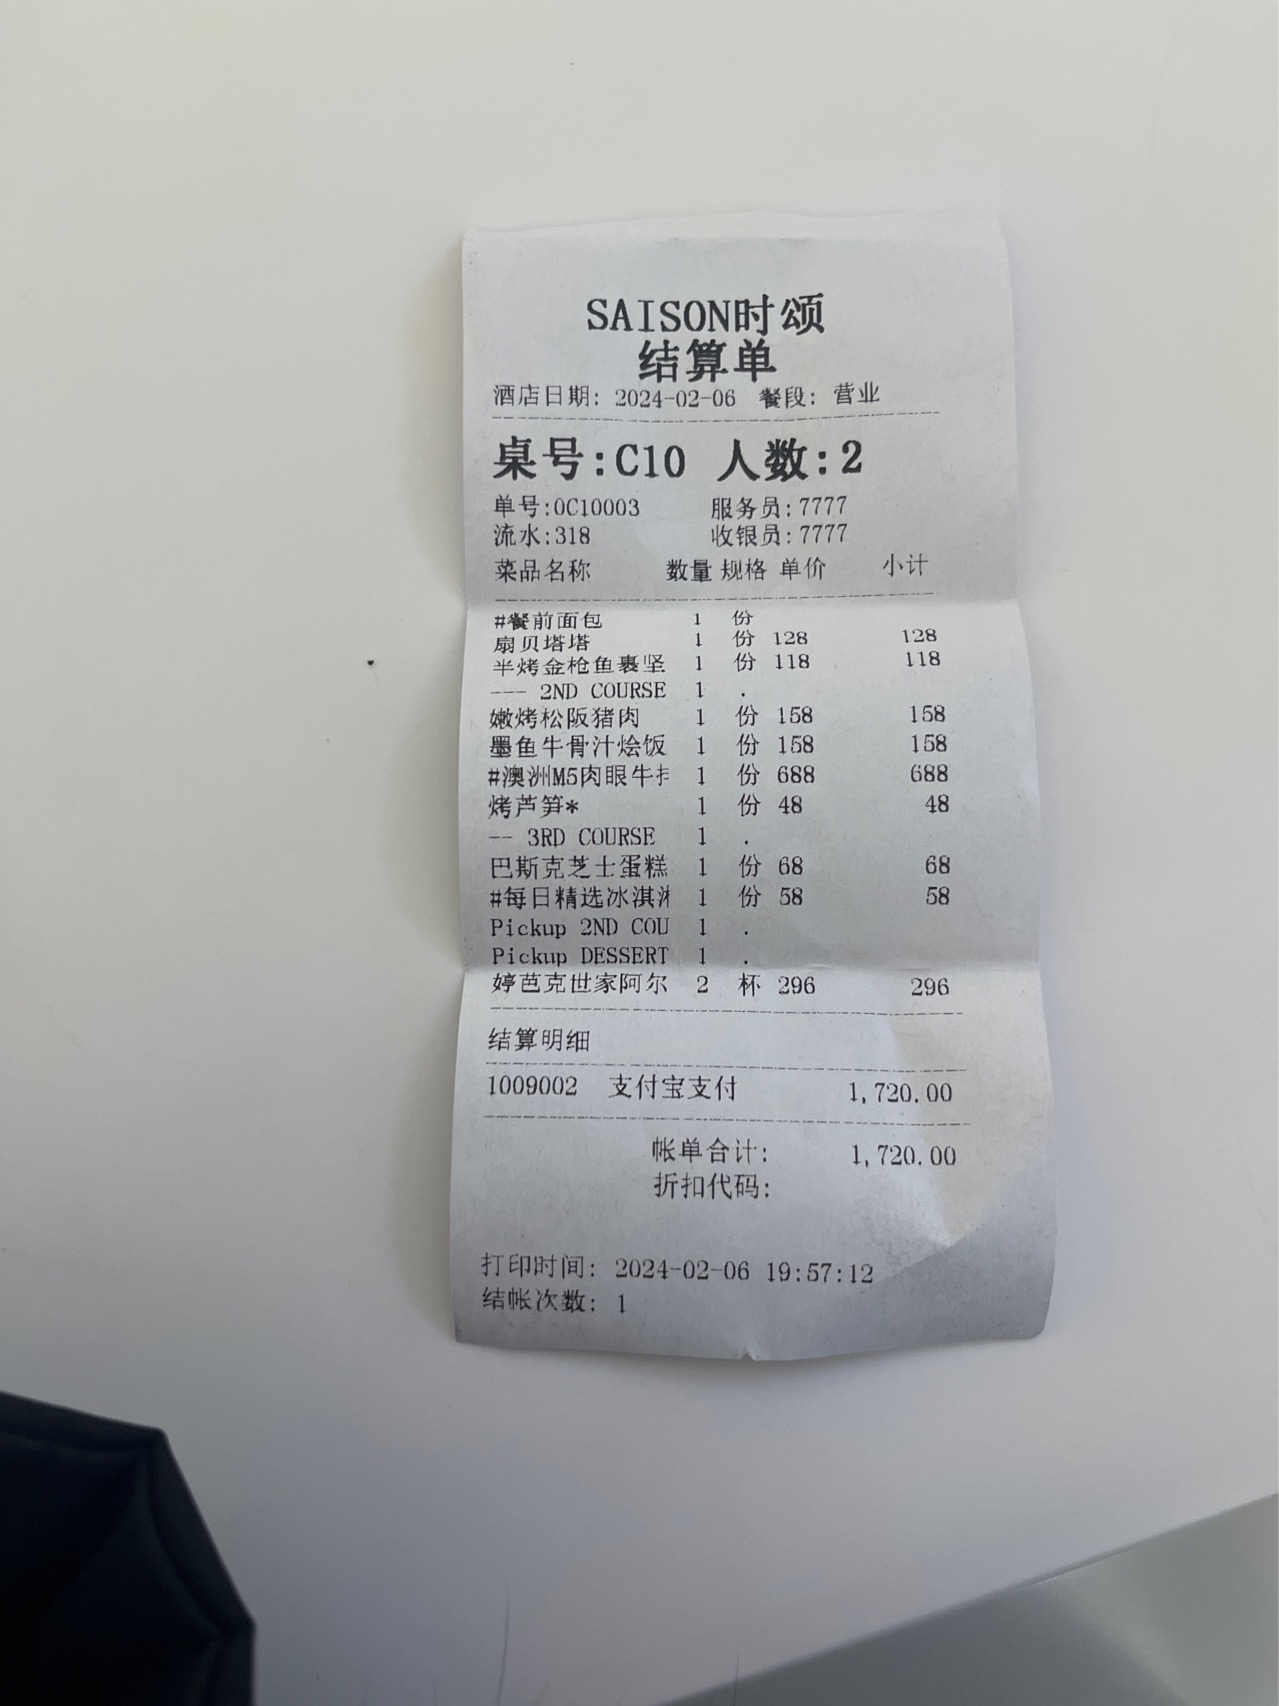 SAISON时颂
结算单
酒店日期: 2024-02-06 餐段: 营业
桌号:C10 人数:2
单号:0C10003 服务员:7777
流水:318 收银员:7777
菜品名称 数量 规格 单价 小计
#餐前面包 1 份
扇贝塔塔 1 份 128 128
半烤金枪鱼裹坚 1 份 118 118
--- 2ND COURSE 1 .
嫩烤松阪猪肉 1 份 158 158
墨鱼牛骨汁烩饭 1 份 158 158
#澳洲M5肉眼牛扌 1 份 688 688
烤芦笋* 1 份 48 48
-- 3RD COURSE 1 .
巴斯克芝士蛋糕 1 份 68 68
#每日精选冰淇氵 1 份 58 58
Pickup 2ND COU 1 .
Pickup DESSERT 1 .
婷芭克世家阿尔 2 杯 296 296
结算明细
1009002 支付宝支付 1,720.00
帐单合计: 1,720.00
折扣代码:
打印时间: 2024-02-06 19:57:12
结帐次数: 1